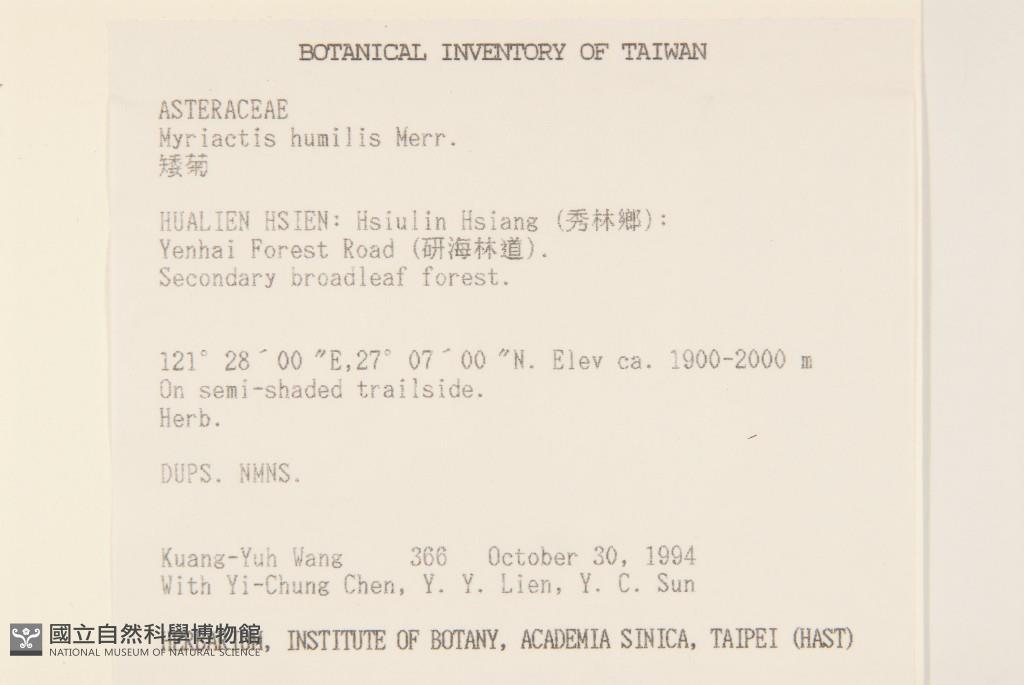 BOTANICAL INVENTORY OF TAIWAN
ASTERACEAE
Myriactis humilis Merr.
矮菊
HUALIEN HSIEN: Hsiulin Hsiang (秀林鄉):
Yenhai Forest Road (研海林道).
Secondary broadleaf forest.
121° 28´00 "E,27° 07´00 "N. Elev ca. 1900-2000 m
On semi-shaded trailside.
Herb.
DUPS. NMNS.
Kuang-Yuh Wang 366 October 30, 1994
With Yi-Chung Chen, Y. Y. Lien, Y. C. Sun
HERBARIUM, INSTITUTE OF BOTANY, ACADEMIA SINICA, TAIPEI (HAST)
國立自然科學博物館
NATIONAL MUSEUM OF NATURAL SCIENCE